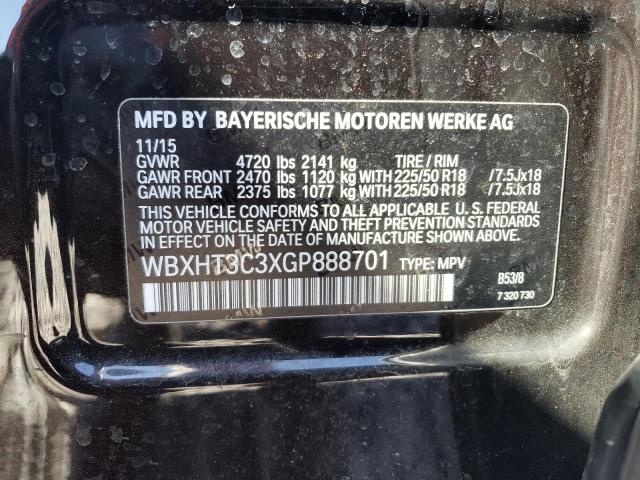 MFD BY BAYERISCHE MOTOREN WERKE AG
11/15
GVWR 4720 lbs 2141 kg TIRE / RIM
GAWR FRONT 2470 lbs 1120 kg WITH 225/50 R18 /7.5Jx18
GAWR REAR 2375 lbs 1077 kg WITH 225/50 R18 /7.5Jx18
THIS VEHICLE CONFORMS TO ALL APPLICABLE U. S. FEDERAL
MOTOR VEHICLE SAFETY AND THEFT PREVENTION STANDARDS
IN EFFECT ON THE DATE OF MANUFACTURE SHOWN ABOVE.
WBXHT3C3XGP888701 TYPE: MPV
B53/8
7 320 730